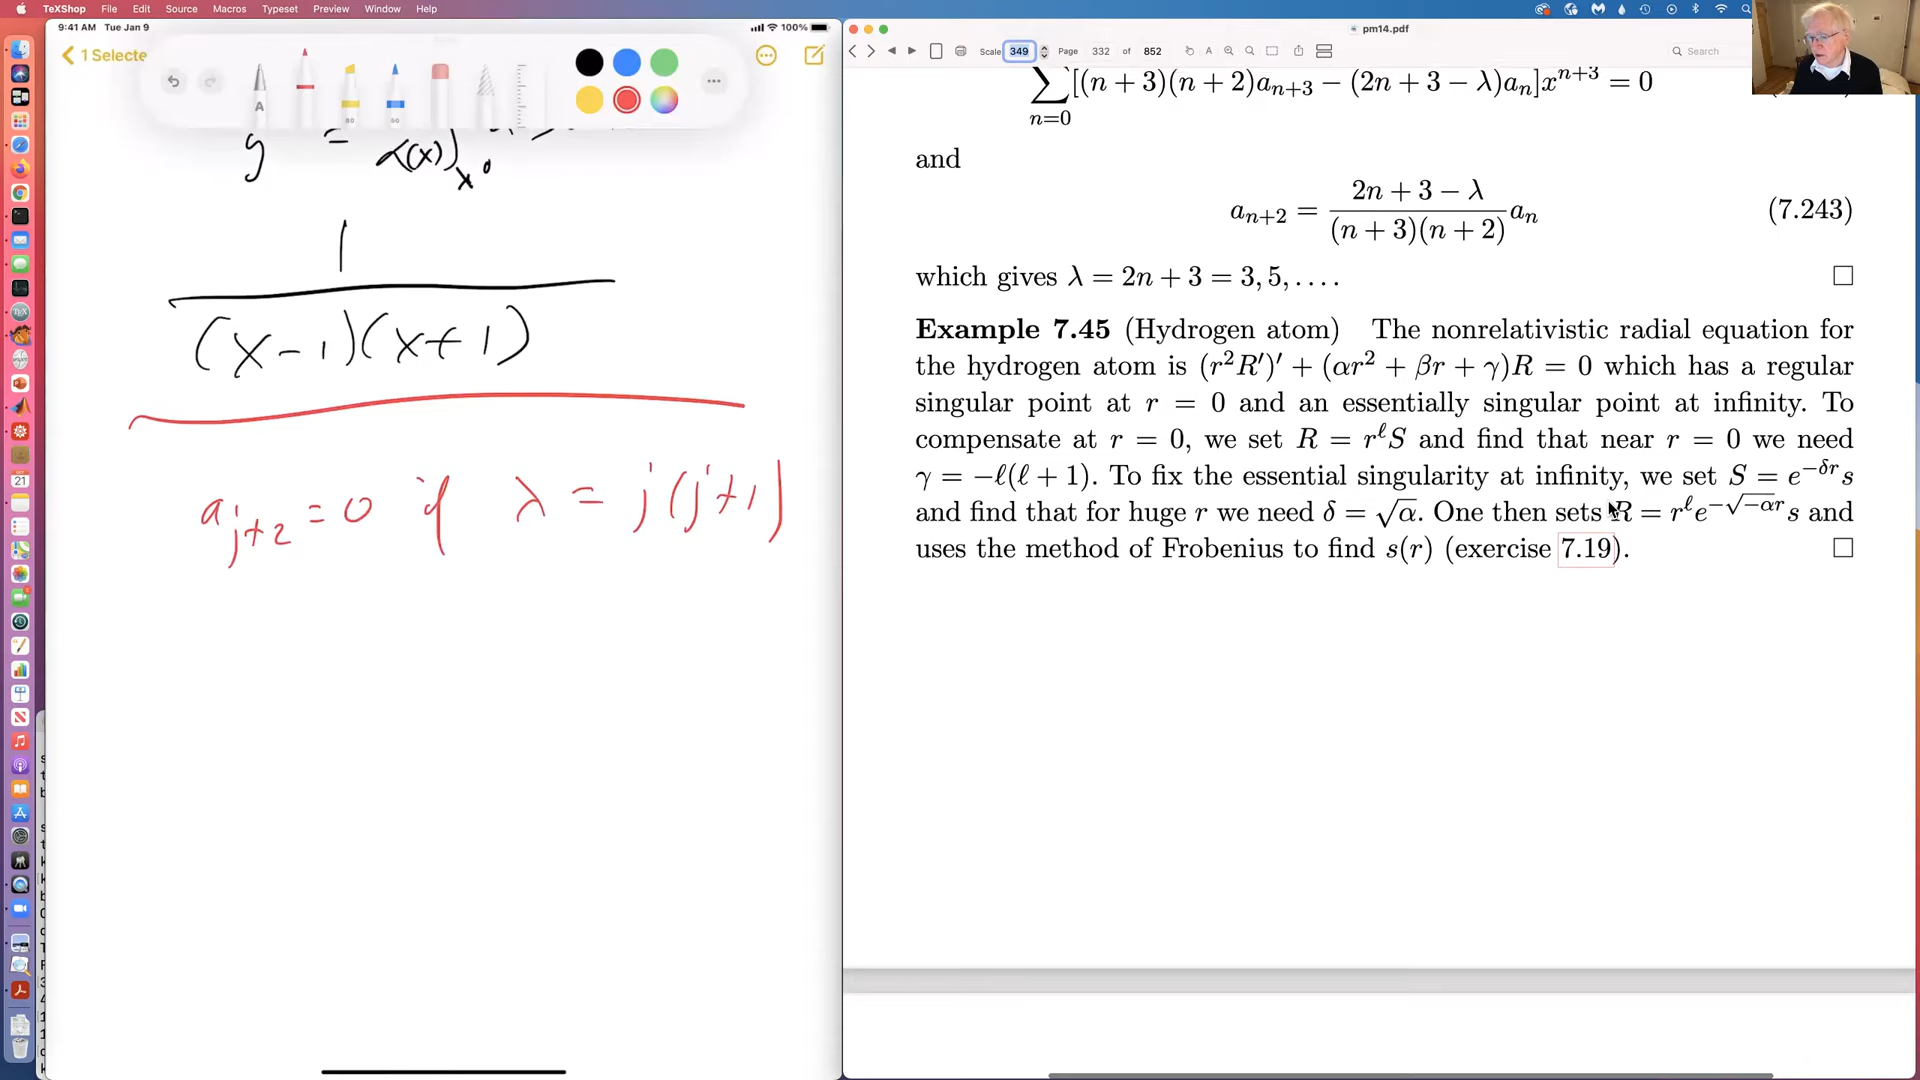 TeXShop File Edit Source Macros Typeset Preview Window Help
9:41 AM Tue Jan 9
100%
1 Selecte
A
80
50
y = α(x)) x⁰
1
(x-1)(x+1)
a_{j+2} = 0 if λ = j(j+1)
pm14.pdf
Scale 349 Page 332 of 852
Search
∑[(n + 3)(n + 2)a_{n+3} − (2n + 3 − λ)a_n]x^{n+3} = 0
n=0
and
a_{n+2} = \frac{2n + 3 − λ}{(n + 3)(n + 2)} a_n (7.243)
which gives λ = 2n + 3 = 3, 5, . . . . □
Example 7.45 (Hydrogen atom) The nonrelativistic radial equation for
the hydrogen atom is (r²R′)′ + (αr² + βr + γ)R = 0 which has a regular
singular point at r = 0 and an essentially singular point at infinity. To
compensate at r = 0, we set R = r^ℓS and find that near r = 0 we need
γ = −ℓ(ℓ + 1). To fix the essential singularity at infinity, we set S = e^{−δr}s
and find that for huge r we need δ = √α. One then sets R = r^ℓe^{−√−αr}s and
uses the method of Frobenius to find s(r) (exercise 7.19). □
21